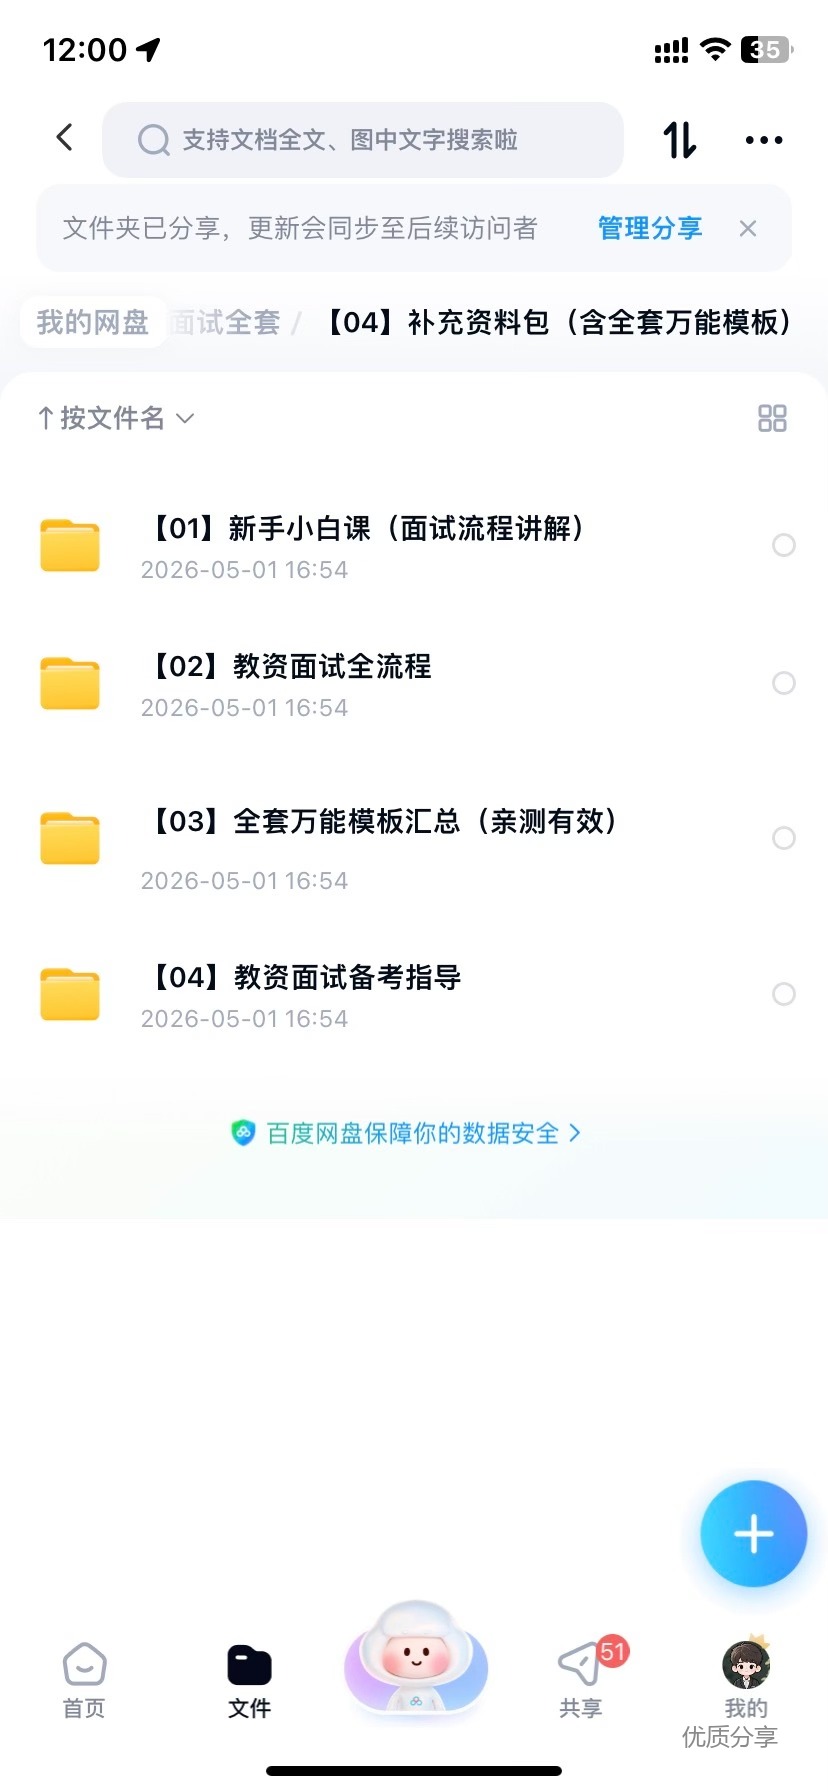 12:00
35
支持文档全文、图中文字搜索啦
文件夹已分享，更新会同步至后续访问者 管理分享
我的网盘 面试全套 / 【04】补充资料包（含全套万能模板）
按文件名
【01】新手小白课（面试流程讲解）
2026-05-01 16:54
【02】教资面试全流程
2026-05-01 16:54
【03】全套万能模板汇总（亲测有效）
2026-05-01 16:54
【04】教资面试备考指导
2026-05-01 16:54
百度网盘保障你的数据安全
51
首页 文件 共享 我的
优质分享